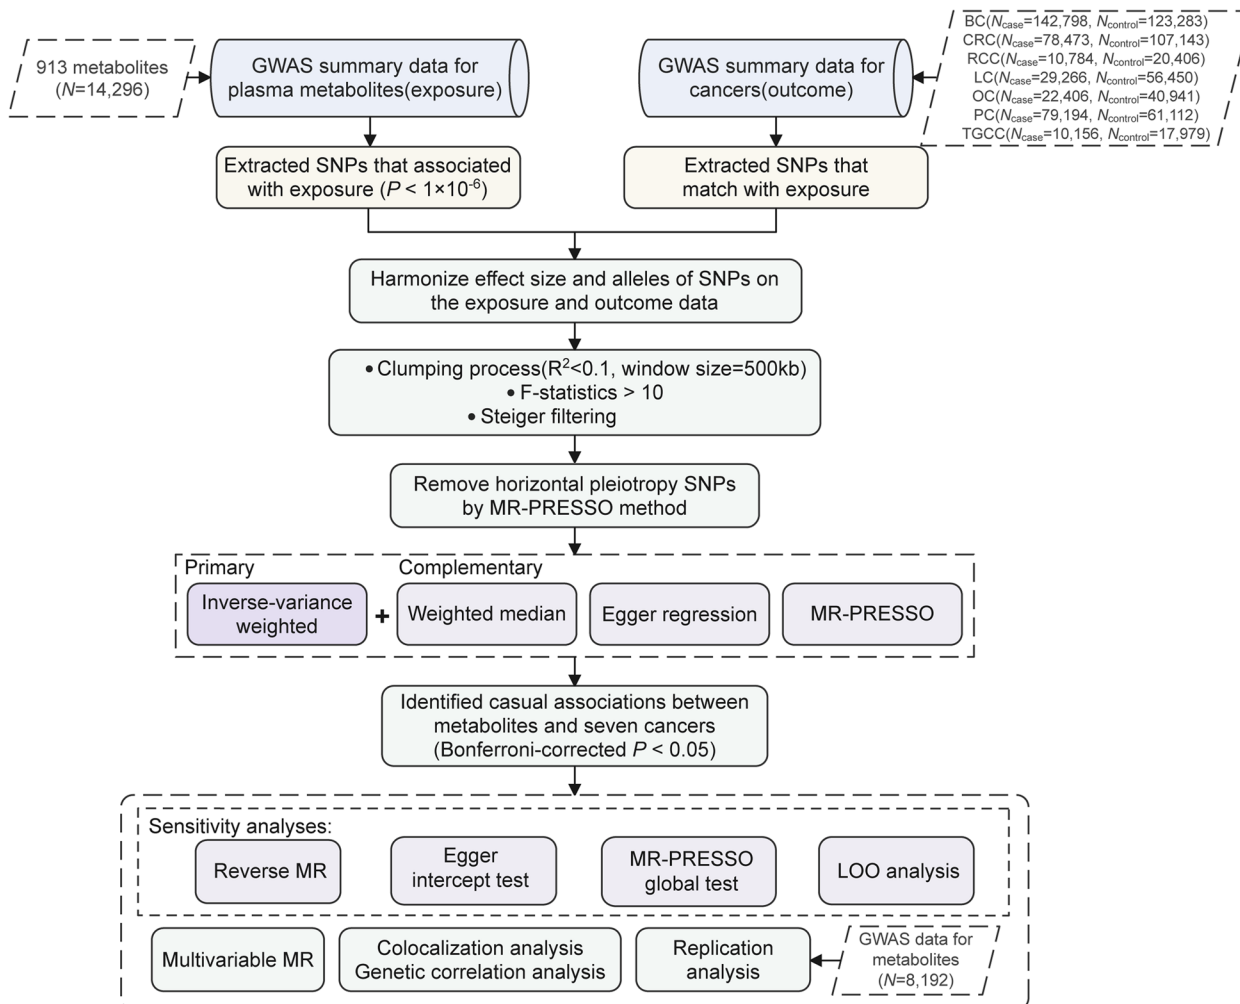 913 metabolites
(N=14,296)
GWAS summary data for
plasma metabolites(exposure)
GWAS summary data for
cancers(outcome)
BC(Ncase=142,798, Ncontrol=123,283)
CRC(Ncase=78,473, Ncontrol=107,143)
RCC(Ncase=10,784, Ncontrol=20,406)
LC(Ncase=29,266, Ncontrol=56,450)
OC(Ncase=22,406, Ncontrol=40,941)
PC(Ncase=79,194, Ncontrol=61,112)
TGCC(Ncase=10,156, Ncontrol=17,979)
Extracted SNPs that associated
with exposure (P < 1×10-6)
Extracted SNPs that
match with exposure
Harmonize effect size and alleles of SNPs on
the exposure and outcome data
• Clumping process(R2<0.1, window size=500kb)
• F-statistics > 10
• Steiger filtering
Remove horizontal pleiotropy SNPs
by MR-PRESSO method
Primary
Complementary
Inverse-variance
weighted
+
Weighted median
Egger regression
MR-PRESSO
Identified casual associations between
metabolites and seven cancers
(Bonferroni-corrected P < 0.05)
Sensitivity analyses:
Reverse MR
Egger
intercept test
MR-PRESSO
global test
LOO analysis
Multivariable MR
Colocalization analysis
Genetic correlation analysis
Replication
analysis
GWAS data for
metabolites
(N=8,192)